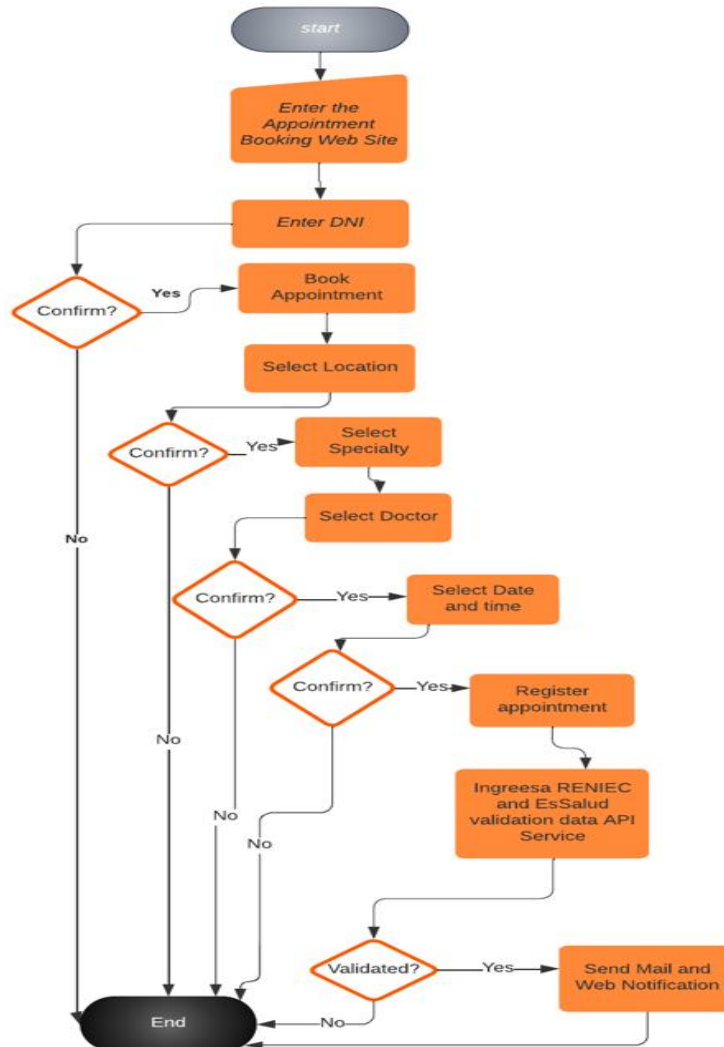 start
Enter the
Appointment
Booking Web Site
Enter DNI
Confirm?
Yes
Book
Appointment
Select Location
Confirm?
Yes
Select
Specialty
Select Doctor
No
Confirm?
Yes
Select Date
and time
Confirm?
Yes
Register
appointment
No
Ingreesa RENIEC
and EsSalud
validation data API
Service
No
No
Validated?
Yes
Send Mail and
Web Notification
End
No